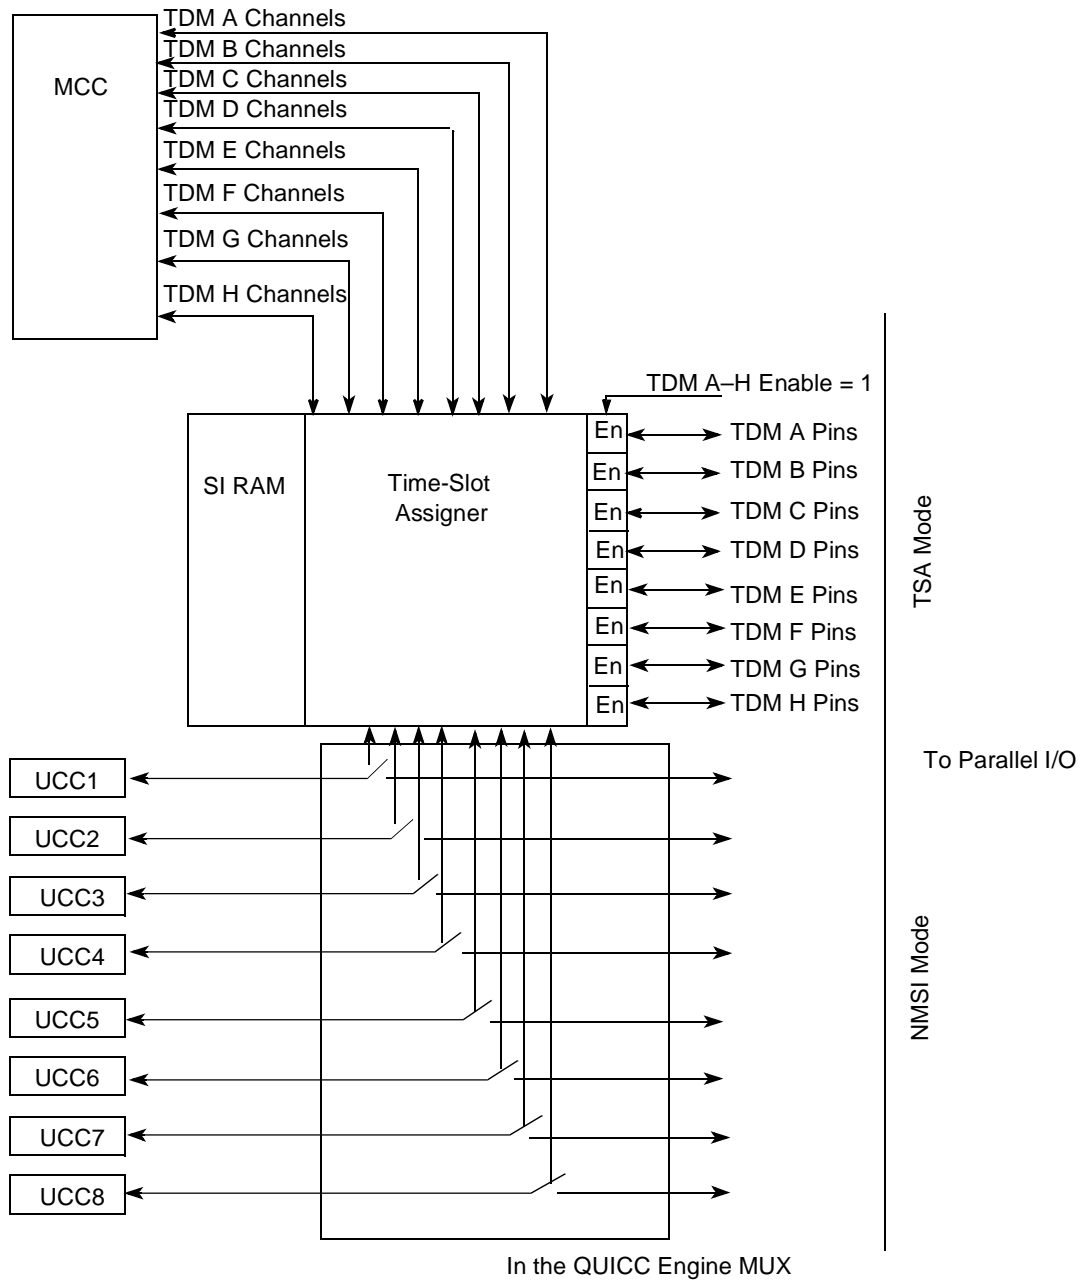 TDM A Channels
TDM B Channels
MCC
TDM C Channels
TDM D Channels
TDM E Channels
TDM F Channels
TDM G Channels
TDM H Channels
TDM A–H Enable = 1
En
TDM A Pins
SI RAM
Time-Slot
Assigner
En
TDM B Pins
En
TDM C Pins
En
TDM D Pins
En
TDM E Pins
En
TDM F Pins
En
TDM G Pins
En
TDM H Pins
TSA Mode
To Parallel I/O
UCC1
UCC2
UCC3
UCC4
UCC5
UCC6
UCC7
UCC8
NMSI Mode
In the QUICC Engine MUX